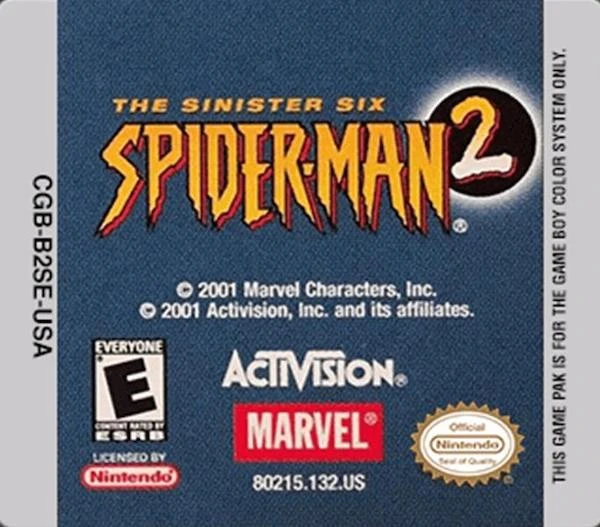 THE SINISTER SIX
SPIDER-MAN 2®
© 2001 Marvel Characters, Inc.
© 2001 Activision, Inc. and its affiliates.
EVERYONE
E
CONTENT RATED BY
ESRB
LICENSED BY
Nintendo®
ACTIVISION®
MARVEL®
80215.132.US
Official
Nintendo
Seal of Quality
®
CGB-B2SE-USA
THIS GAME PAK IS FOR THE GAME BOY COLOR SYSTEM ONLY.